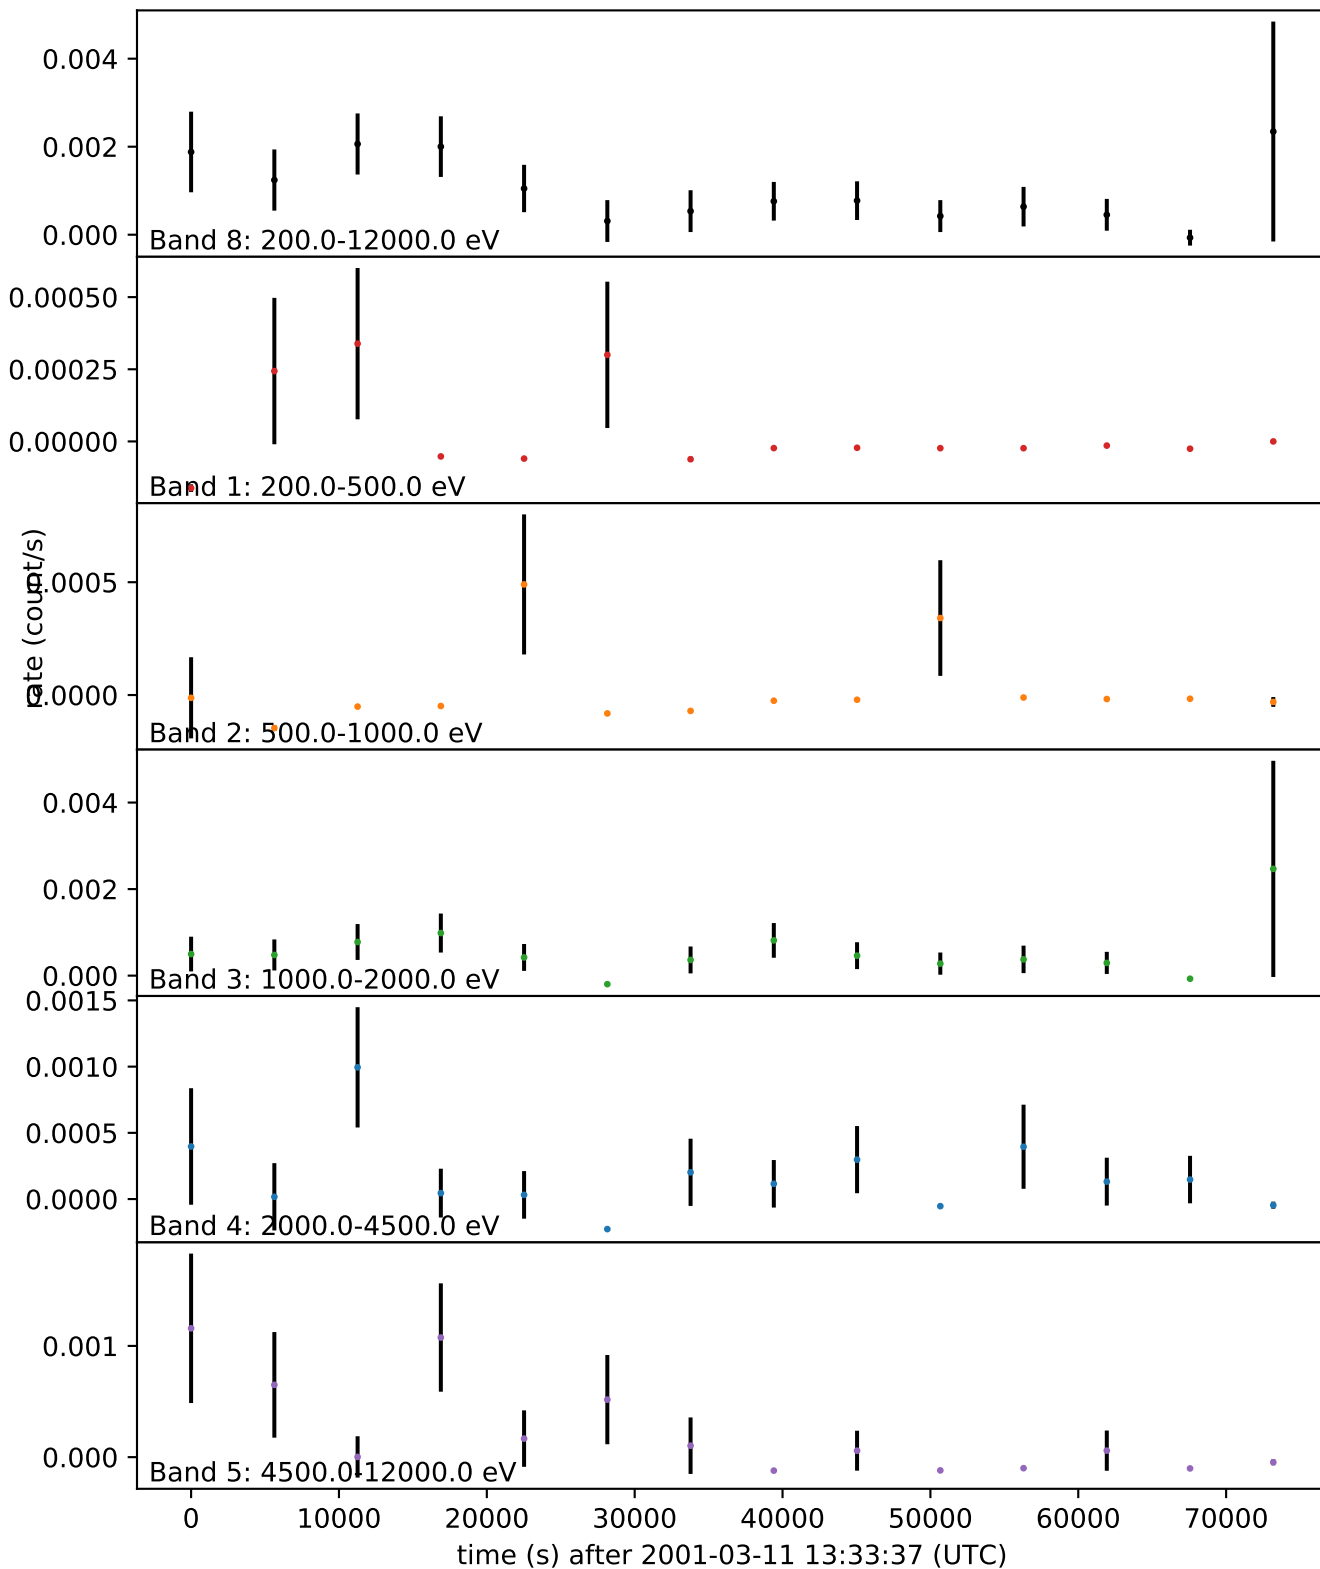 0.004
0.002
0.000
Band 8: 200.0-12000.0 eV
0.00050
0.00025
0.00000
Band 1: 200.0-500.0 eV
rate (count/s)
0.0005
0.0000
Band 2: 500.0-1000.0 eV
0.004
0.002
0.000
Band 3: 1000.0-2000.0 eV
0.0015
0.0010
0.0005
0.0000
Band 4: 2000.0-4500.0 eV
0.001
0.000
Band 5: 4500.0-12000.0 eV
0 10000 20000 30000 40000 50000 60000 70000
time (s) after 2001-03-11 13:33:37 (UTC)